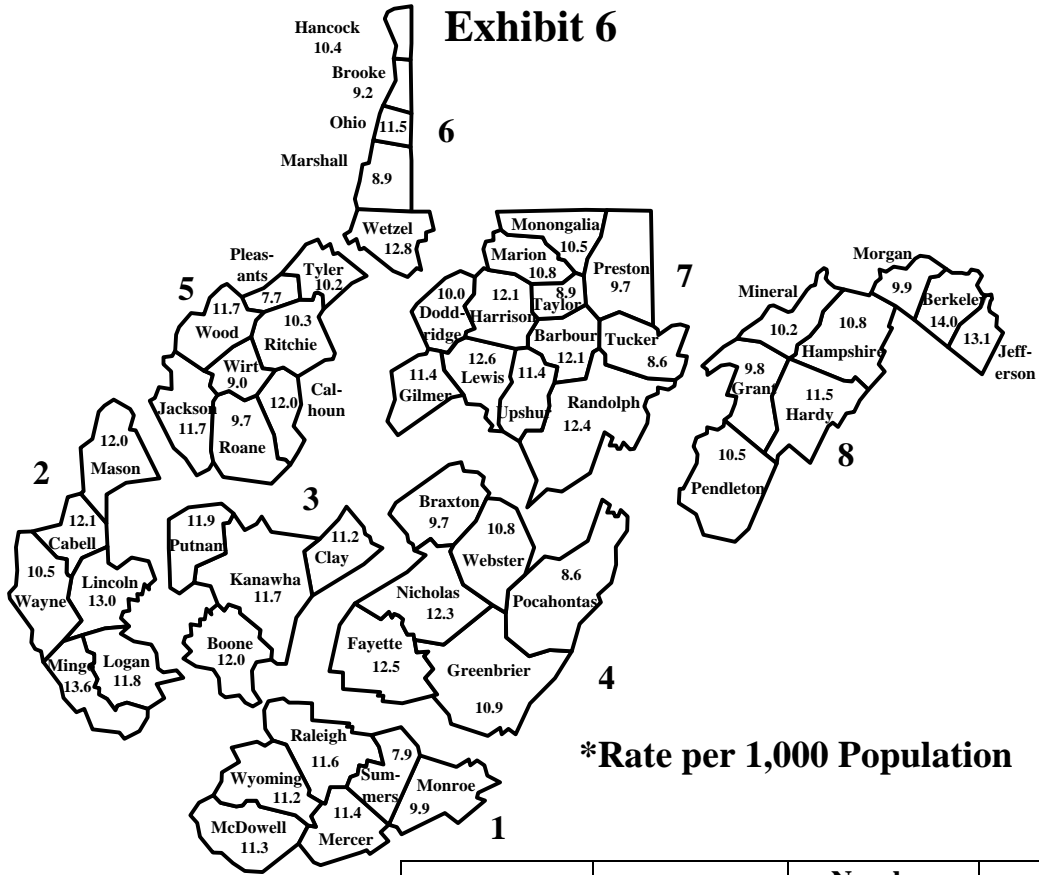 Exhibit 6
Hancock
10.4
Brooke
9.2
Ohio
11.5
6
Marshall
8.9
Wetzel
12.8
Pleas-
ants
7.7
Tyler
10.2
5
11.7
Wood
10.3
Ritchie
Wirt
9.0
Cal-
houn
12.0
Jackson
11.7
9.7
Roane
Monongalia
10.5
Marion
10.8
Preston
9.7
7
10.0
Dodd-
ridge
12.1
Harrison
8.9
Taylor
Barbour
12.1
Tucker
8.6
11.4
Gilmer
12.6
Lewis
11.4
Upshur
Randolph
12.4
Morgan
9.9
Berkeley
14.0
13.1
Jeff-
erson
Mineral
10.2
10.8
Hampshire
9.8
Grant
11.5
Hardy
8
10.5
Pendleton
2
12.0
Mason
12.1
Cabell
10.5
Wayne
Lincoln
13.0
Mingo
13.6
Logan
11.8
3
11.9
Putnam
11.2
Clay
Kanawha
11.7
Boone
12.0
Braxton
9.7
10.8
Webster
8.6
Pocahontas
Nicholas
12.3
Fayette
12.5
Greenbrier
10.9
4
Raleigh
11.6
7.9
Sum-
mers
Monroe
9.9
Wyoming
11.2
11.4
Mercer
McDowell
11.3
1
*Rate per 1,000 Population